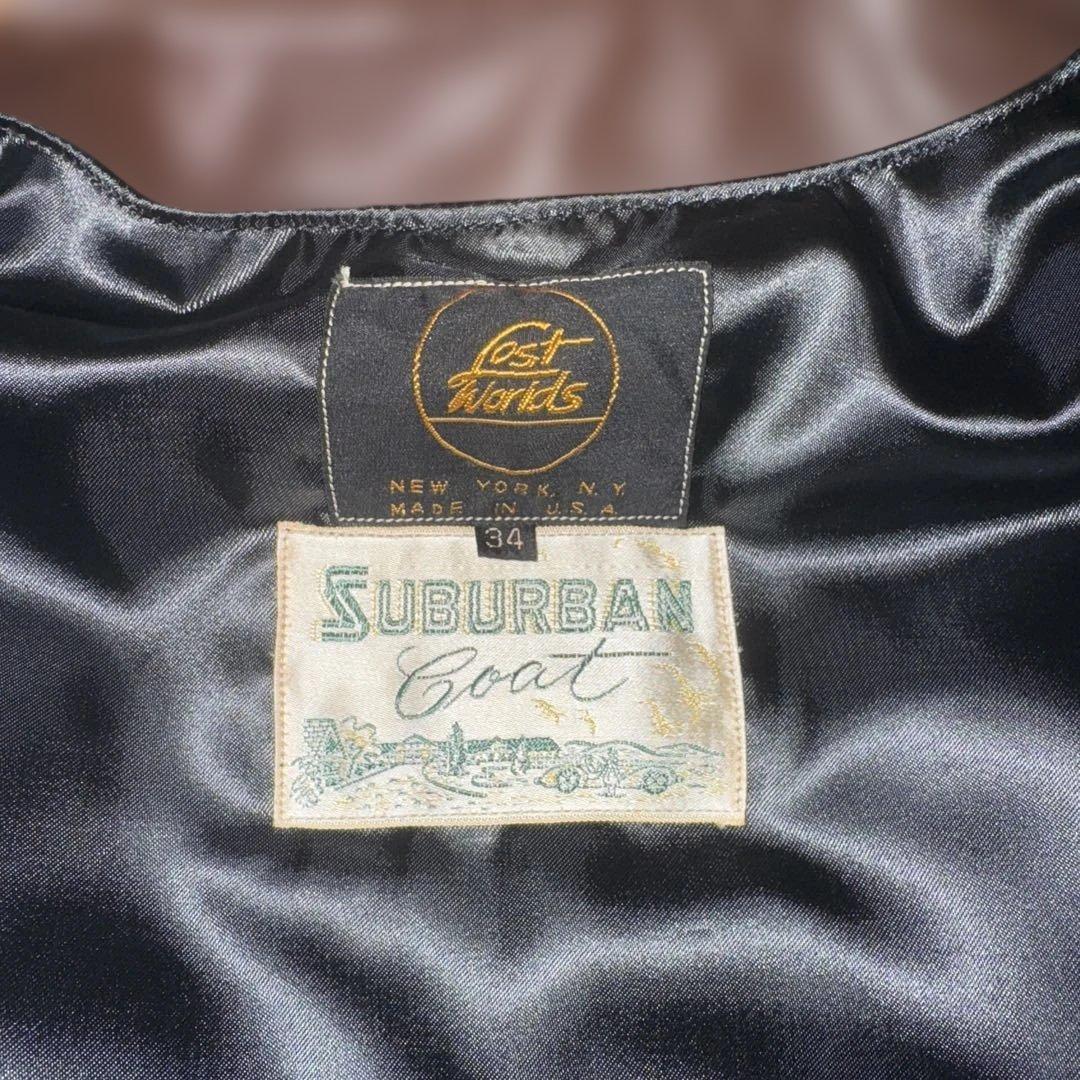 Lost
Worlds
NEW YORK, N.Y.
MADE IN U.S.A.
34
SUBURBAN
Coat